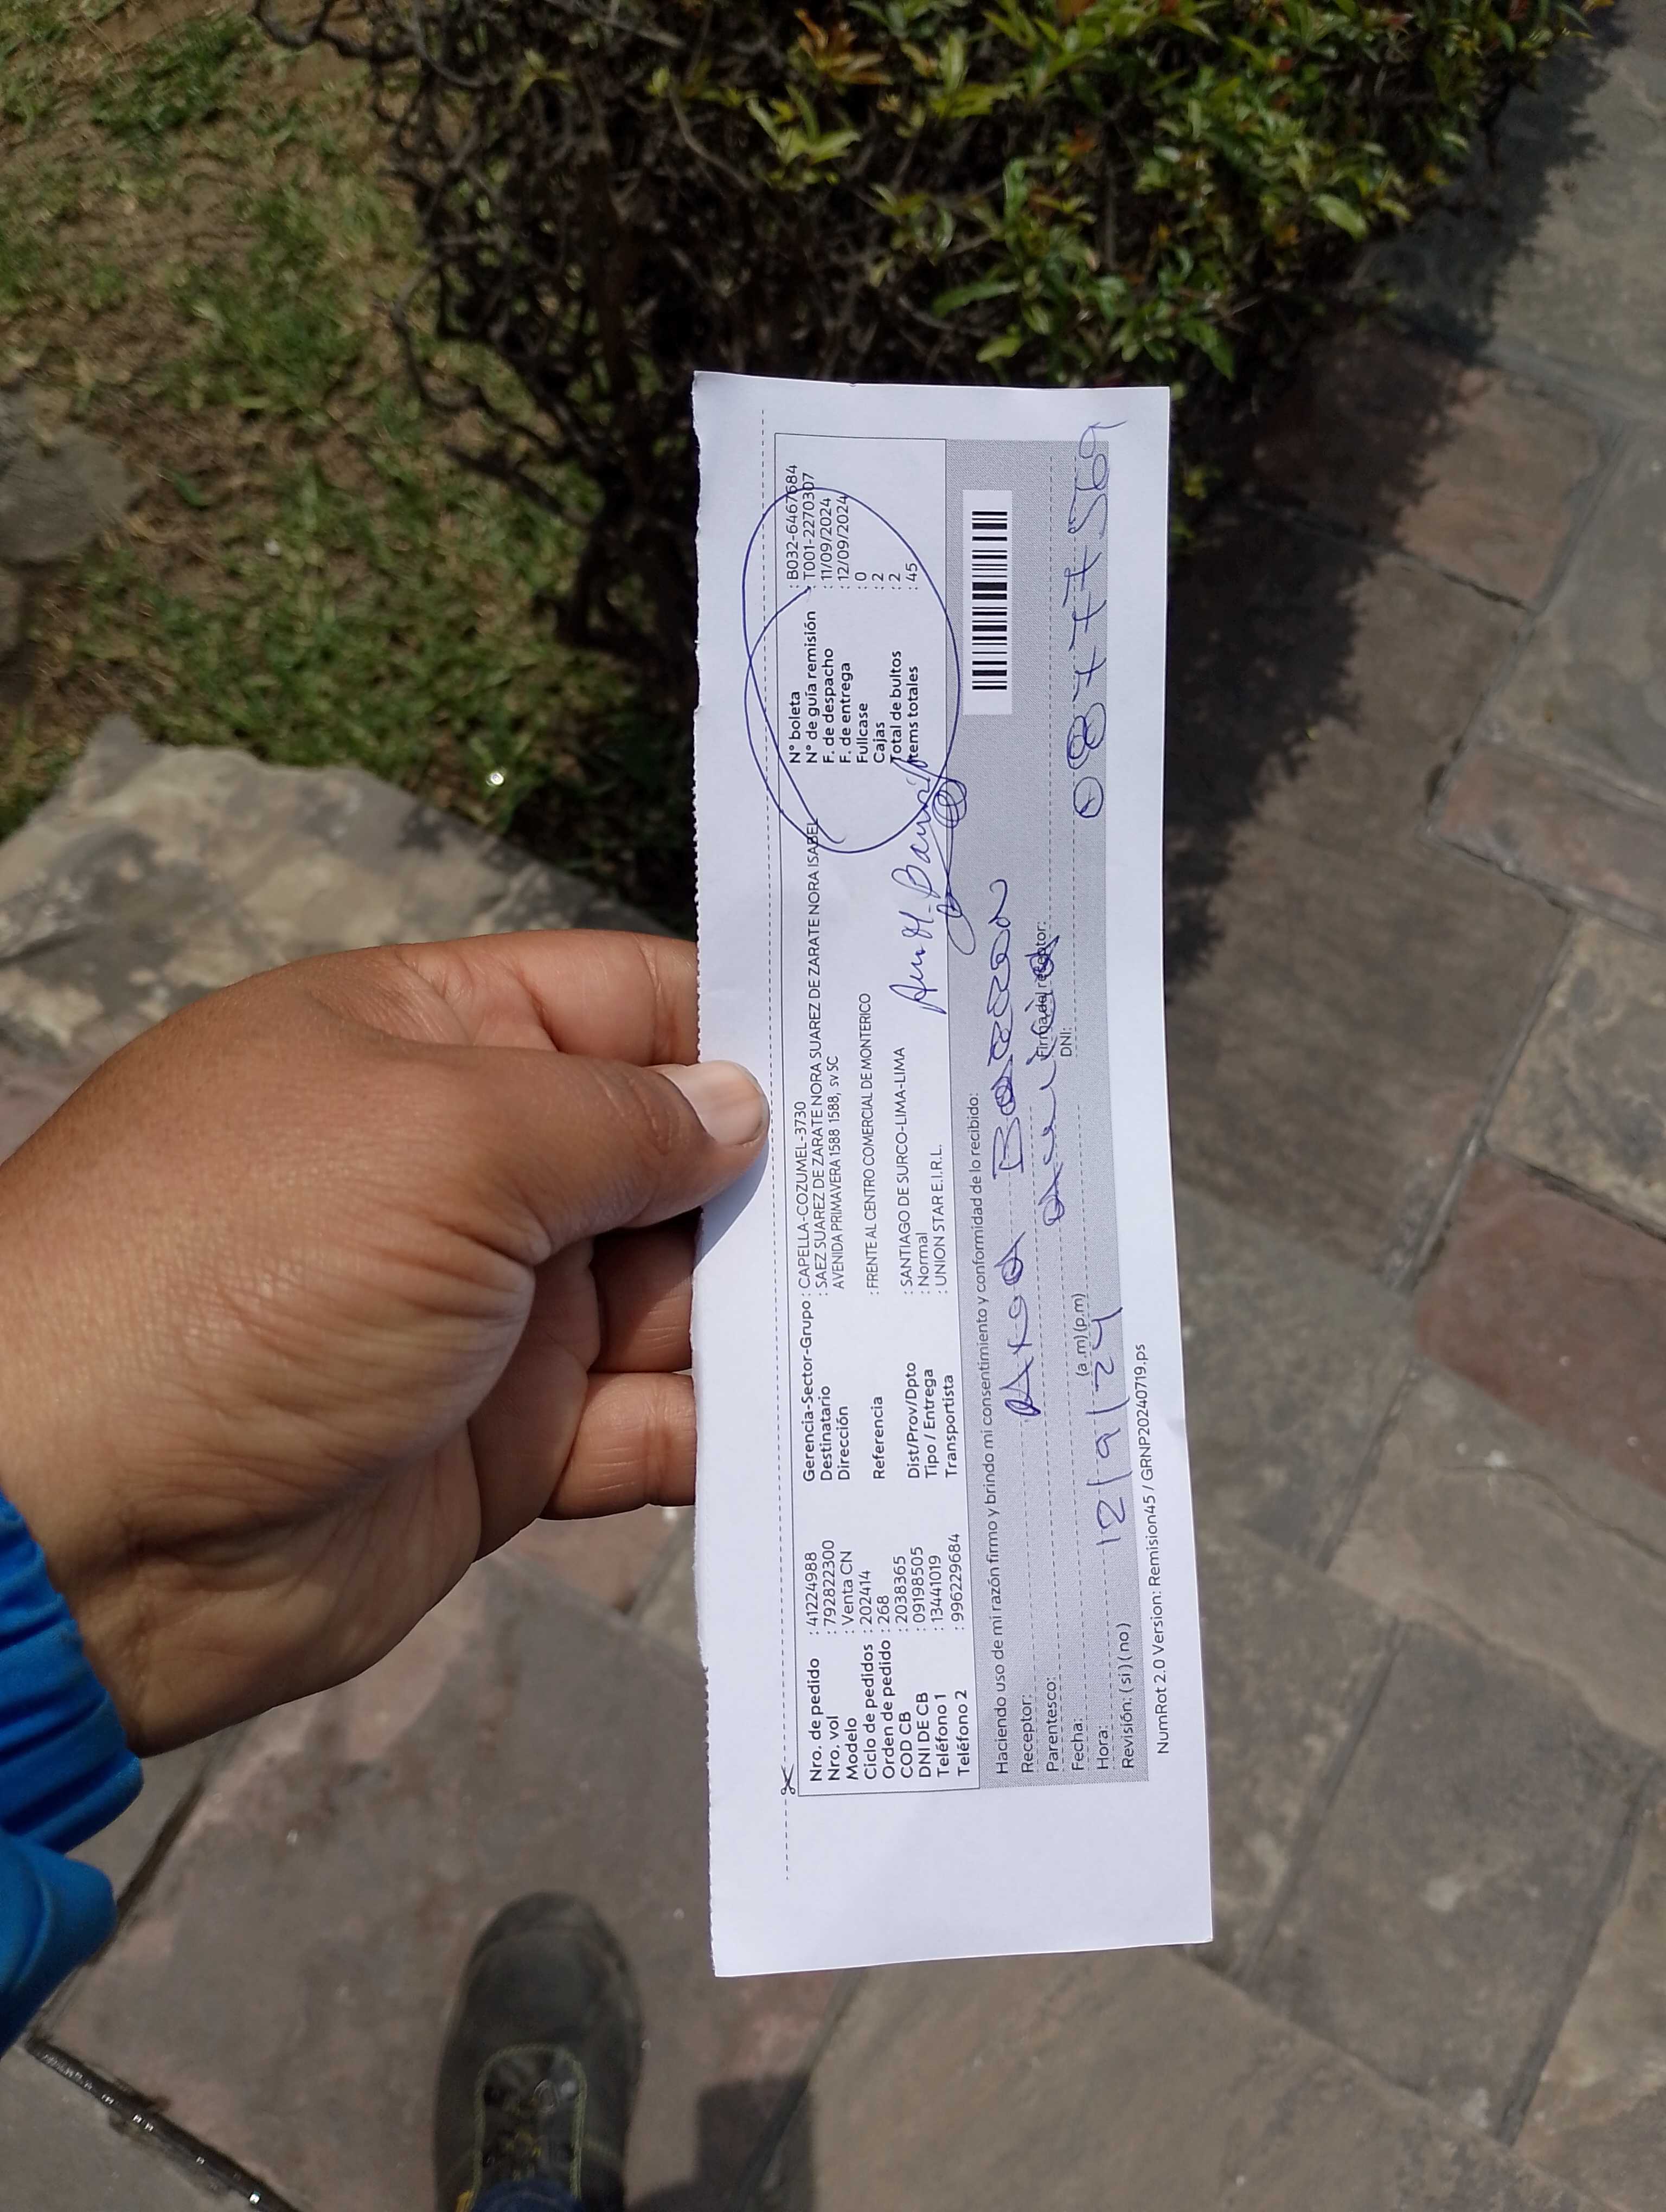 Nro. de pedido : 41224988
Nro. vol : 792822300
Modelo : Venta CN
Ciclo de pedidos : 202414
Orden de pedido : 268
COD CB : 2038365
DNI DE CB : 09198505
Teléfono 1 : 13441019
Teléfono 2 : 996229684
Gerencia-Sector-Grupo : CAPELLA-COZUMEL-3730
Destinatario : SAEZ SUAREZ DE ZARATE NORA SUAREZ DE ZARATE NORA ISABEL
Dirección AVENIDA PRIMAVERA 1588 1588, sv SC
Referencia : FRENTE AL CENTRO COMERCIAL DE MONTERICO
Dist/Prov/Dpto : SANTIAGO DE SURCO-LIMA-LIMA
Tipo / Entrega : Normal
Transportista : UNION STAR E.I.R.L.
N° boleta : B032-6467684
N° de guía remisión : T001-2270307
F. de despacho : 11/09/2024
F. de entrega : 12/09/2024
Fullcase : 0
Cajas : 2
Total de bultos : 2
Items totales : 45
Haciendo uso de mi razón firmo y brindo mi consentimiento y conformidad de lo recibido:
Receptor:
Parentesco:
Firma del receptor:
Fecha: 12/9/24
DNI: 08777569
Hora: (a.m)(p.m)
Revisión: (si) (no)
NumRot 2.0 Version: Remision45 / GRNP20240719.ps